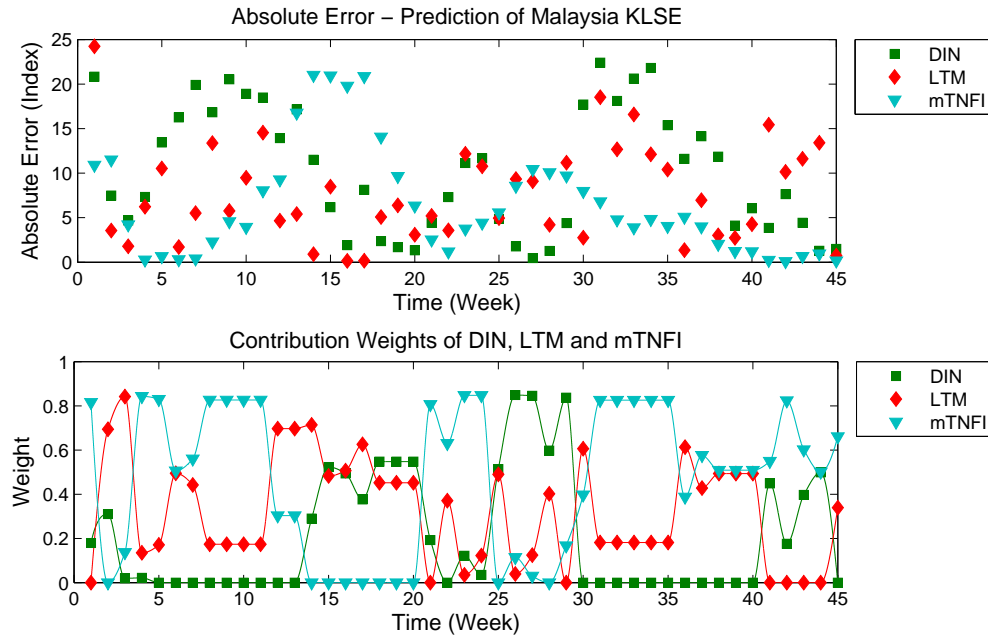 Absolute Error – Prediction of Malaysia KLSE
25
20
15
10
5
0
Absolute Error (Index)
0 5 10 15 20 25 30 35 40 45
Time (Week)
DIN
LTM
mTNFI
Contribution Weights of DIN, LTM and mTNFI
1
0.8
0.6
0.4
0.2
0
Weight
0 5 10 15 20 25 30 35 40 45
Time (Week)
DIN
LTM
mTNFI